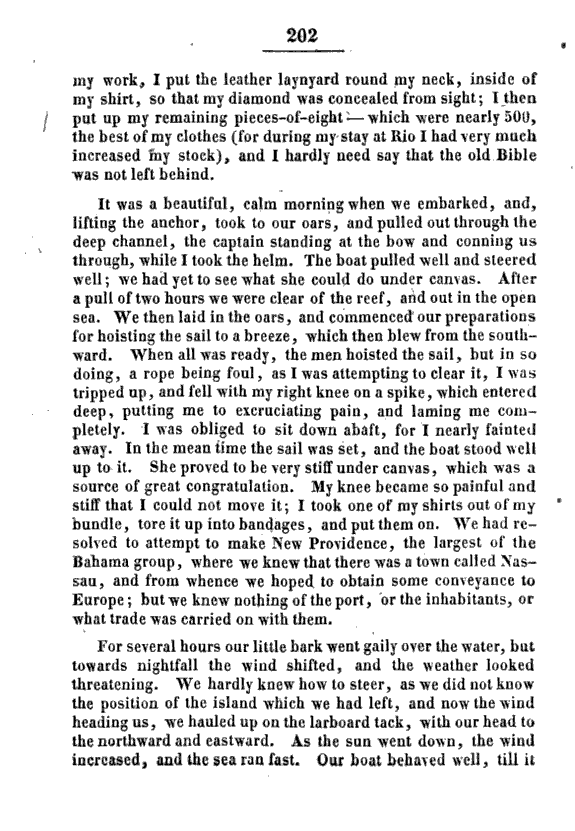 202
my work, I put the leather laynyard round my neck, inside of
my shirt, so that my diamond was concealed from sight; I then
put up my remaining pieces-of-eight — which were nearly 500,
the best of my clothes (for during my stay at Rio I had very much
increased my stock), and I hardly need say that the old Bible
was not left behind.
It was a beautiful, calm morning when we embarked, and,
lifting the anchor, took to our oars, and pulled out through the
deep channel, the captain standing at the bow and conning us
through, while I took the helm. The boat pulled well and steered
well; we had yet to see what she could do under canvas. After
a pull of two hours we were clear of the reef, and out in the open
sea. We then laid in the oars, and commenced our preparations
for hoisting the sail to a breeze, which then blew from the south-
ward. When all was ready, the men hoisted the sail, but in so
doing, a rope being foul, as I was attempting to clear it, I was
tripped up, and fell with my right knee on a spike, which entered
deep, putting me to excruciating pain, and laming me com-
pletely. I was obliged to sit down abaft, for I nearly fainted
away. In the mean time the sail was set, and the boat stood well
up to it. She proved to be very stiff under canvas, which was a
source of great congratulation. My knee became so painful and
stiff that I could not move it; I took one of my shirts out of my
bundle, tore it up into bandages, and put them on. We had re-
solved to attempt to make New Providence, the largest of the
Bahama group, where we knew that there was a town called Nas-
sau, and from whence we hoped to obtain some conveyance to
Europe; but we knew nothing of the port, or the inhabitants, or
what trade was carried on with them.
For several hours our little bark went gaily over the water, but
towards nightfall the wind shifted, and the weather looked
threatening. We hardly knew how to steer, as we did not know
the position of the island which we had left, and now the wind
heading us, we hauled up on the larboard tack, with our head to
the northward and eastward. As the sun went down, the wind
increased, and the sea ran fast. Our boat behaved well, till it